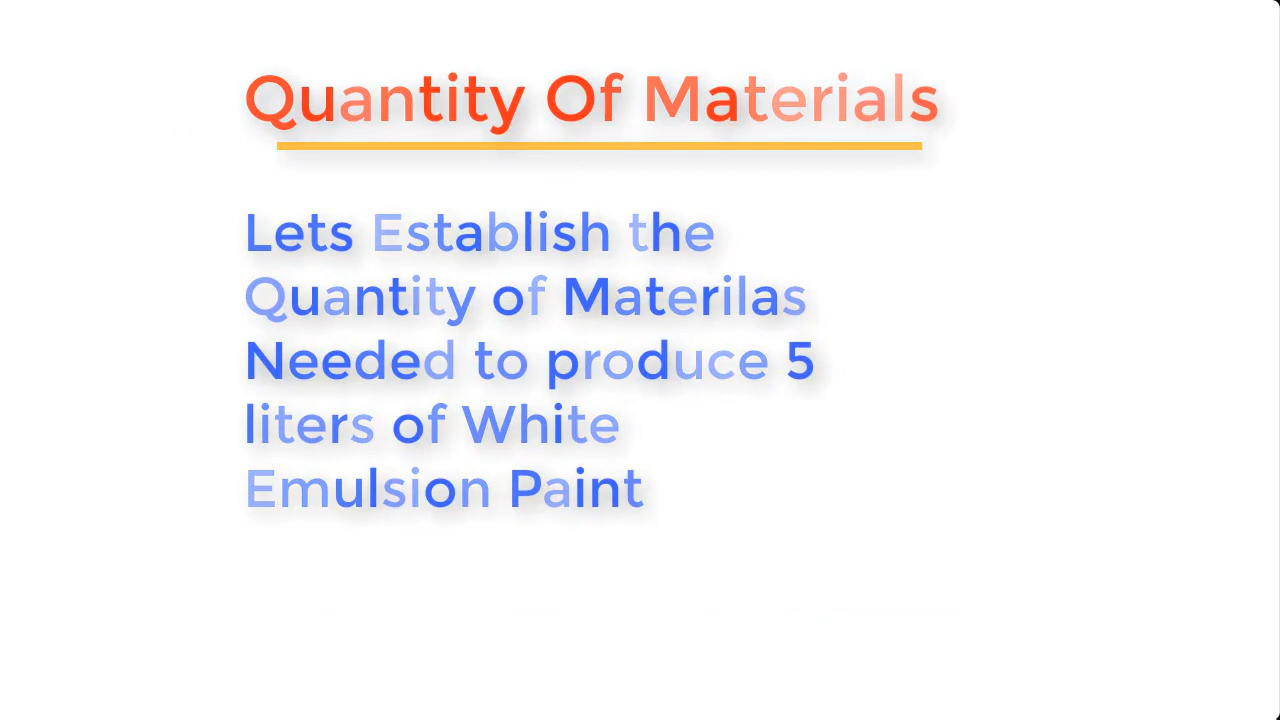 Quantity Of Materials
Lets Establish the
Quantity of Materilas
Needed to produce 5
liters of White
Emulsion Paint